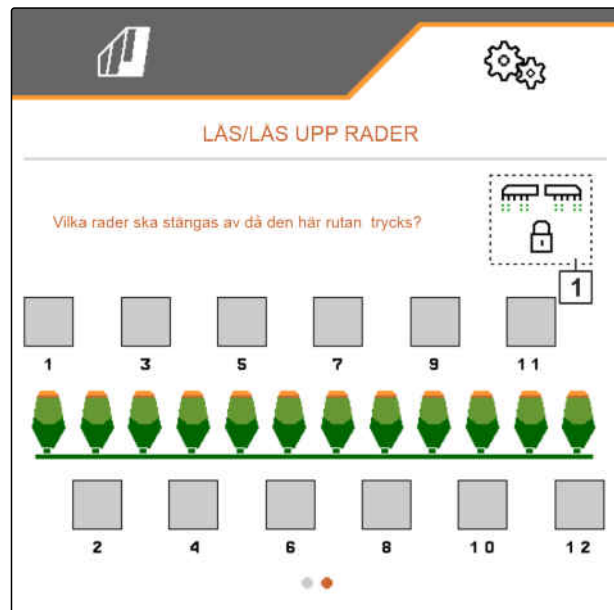 LÅS/LÅS UPP RADER
Vilka rader ska stängas av då den här rutan trycks?
1
1 3 5 7 9 11
2 4 6 8 10 12